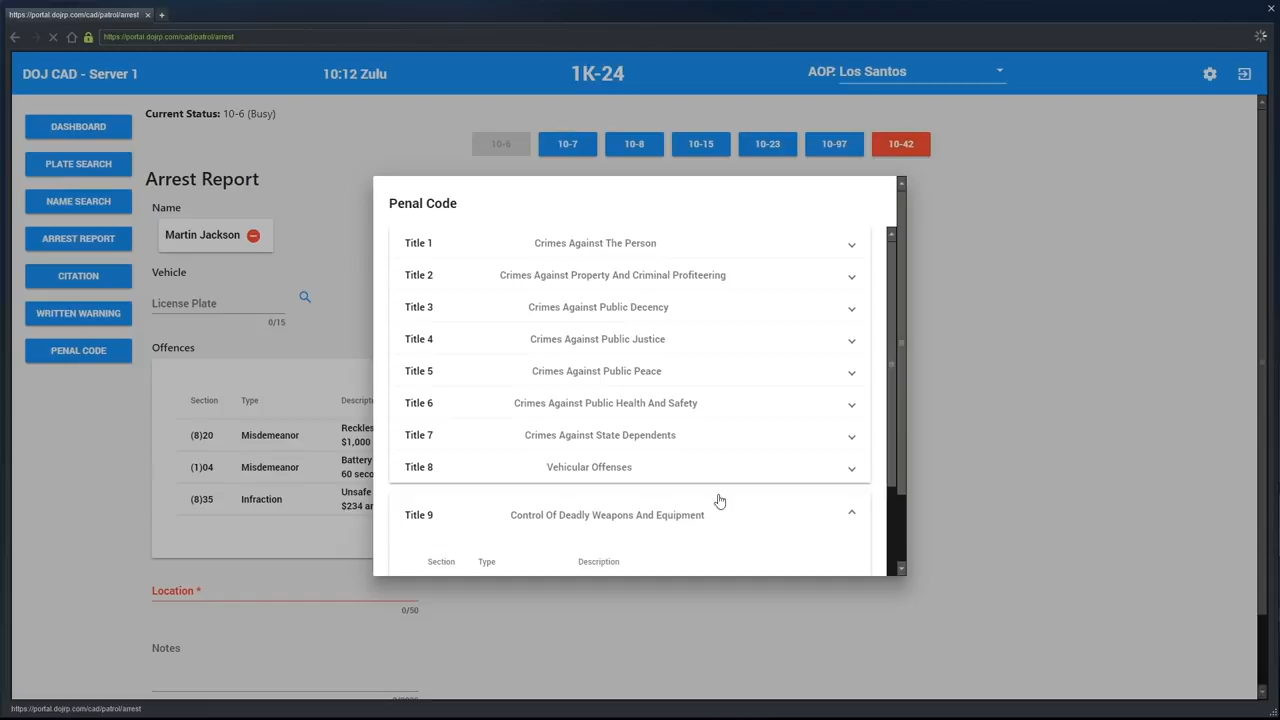 https://portal.dojrp.com/cad/patrol/arrest
https://portal.dojrp.com/cad/patrol/arrest
DOJ CAD - Server 1
10:12 Zulu
1K-24
AOP: Los Santos
Current Status: 10-6 (Busy)
DASHBOARD
PLATE SEARCH
NAME SEARCH
ARREST REPORT
CITATION
WRITTEN WARNING
PENAL CODE
10-6
10-7
10-8
10-15
10-23
10-97
10-42
Arrest Report
Name
Martin Jackson
Vehicle
License Plate
0/15
Offences
Section Type Descript
(8)20 Misdemeanor Reckles
$1,000
(1)04 Misdemeanor Battery
60 seco
(8)35 Infraction Unsafe
$234 an
Location *
0/50
Notes
Penal Code
Title 1 Crimes Against The Person
Title 2 Crimes Against Property And Criminal Profiteering
Title 3 Crimes Against Public Decency
Title 4 Crimes Against Public Justice
Title 5 Crimes Against Public Peace
Title 6 Crimes Against Public Health And Safety
Title 7 Crimes Against State Dependents
Title 8 Vehicular Offenses
Title 9 Control Of Deadly Weapons And Equipment
Section Type Description
https://portal.dojrp.com/cad/patrol/arrest